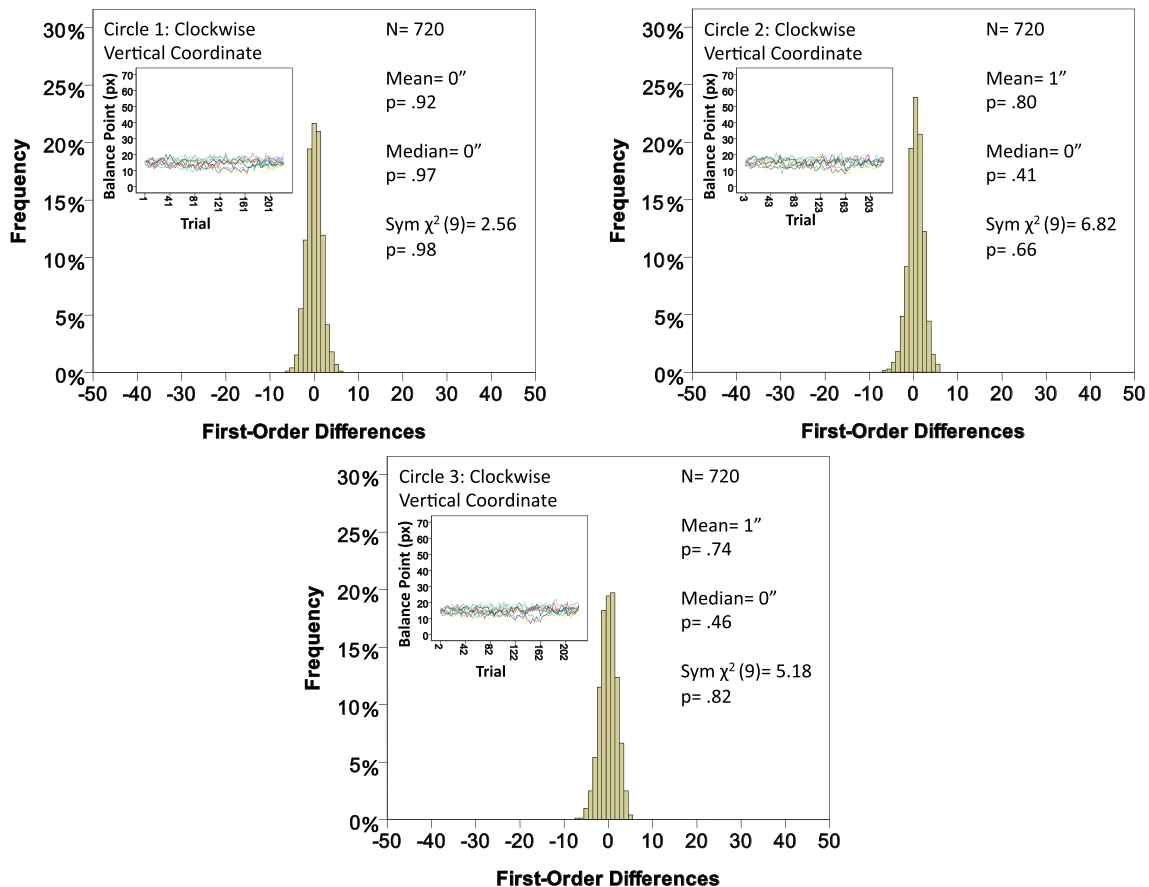 Circle 1: Clockwise
Vertical Coordinate
N= 720
Mean= 0”
p= .92
Median= 0”
p= .97
Sym χ² (9)= 2.56
p= .98
Frequency
30%
25%
20%
15%
10%
5%
0%
Balance Point (px)
70
60
50
40
30
20
10
0
1 41 81 121 161 201
Trial
-50 -40 -30 -20 -10 0 10 20 30 40 50
First-Order Differences
Circle 2: Clockwise
Vertical Coordinate
N= 720
Mean= 1”
p= .80
Median= 0”
p= .41
Sym χ² (9)= 6.82
p= .66
Frequency
30%
25%
20%
15%
10%
5%
0%
Balance Point (px)
70
60
50
40
30
20
10
0
3 43 83 123 163 203
Trial
-50 -40 -30 -20 -10 0 10 20 30 40 50
First-Order Differences
Circle 3: Clockwise
Vertical Coordinate
N= 720
Mean= 1”
p= .74
Median= 0”
p= .46
Sym χ² (9)= 5.18
p= .82
Frequency
30%
25%
20%
15%
10%
5%
0%
Balance Point (px)
70
60
50
40
30
20
10
0
2 42 82 122 162 202
Trial
-50 -40 -30 -20 -10 0 10 20 30 40 50
First-Order Differences